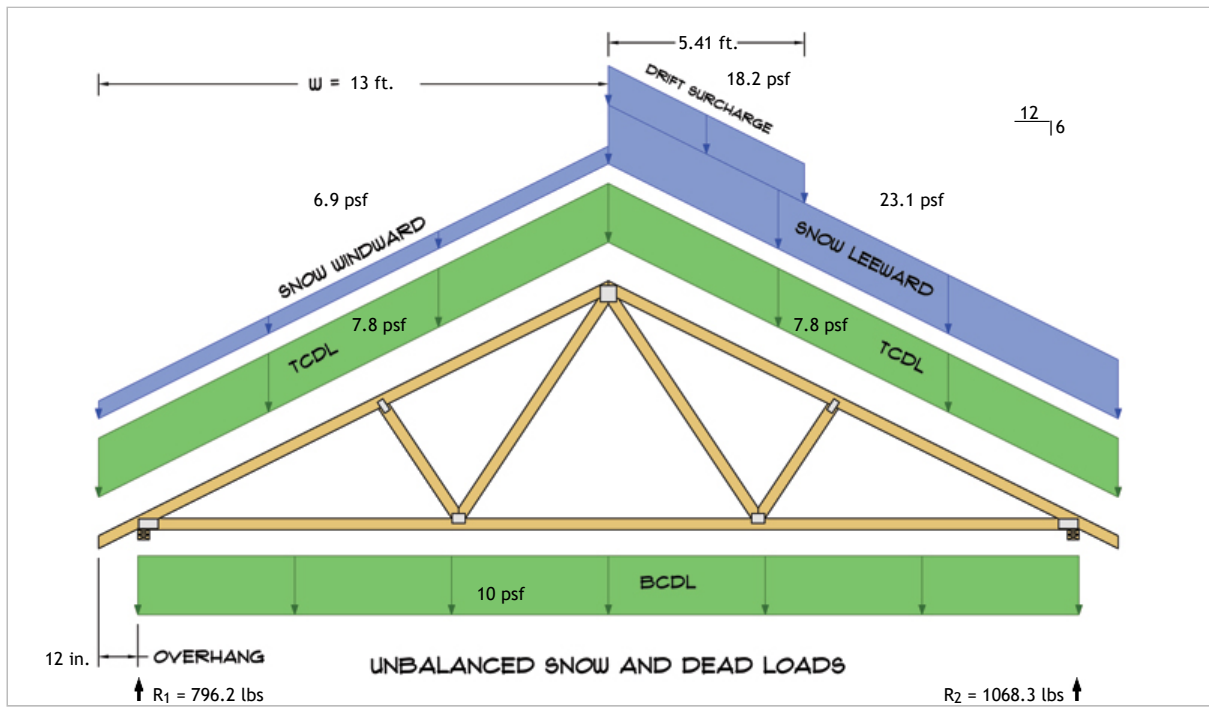 5.41 ft.
W = 13 ft.
DRIFT SURCHARGE
18.2 psf
12
6
6.9 psf
23.1 psf
SNOW WINDWARD
SNOW LEEWARD
7.8 psf
7.8 psf
TCDL
TCDL
10 psf
BCDL
12 in.
OVERHANG
UNBALANCED SNOW AND DEAD LOADS
R1 = 796.2 lbs
R2 = 1068.3 lbs